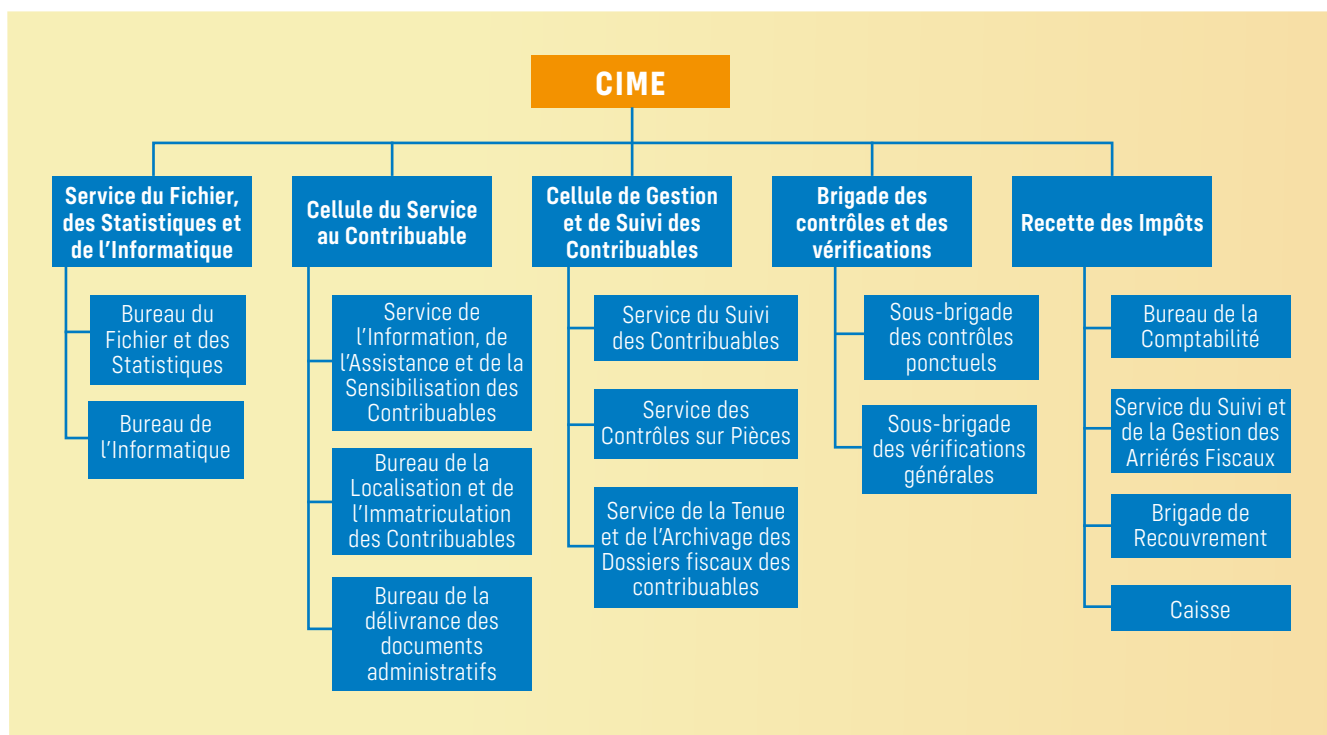 CIME
Service du Fichier,
des Statistiques et
de l'Informatique
Bureau du
Fichier et des
Statistiques
Bureau de
l'Informatique
Cellule du Service
au Contribuable
Service de
l'Information, de
l'Assistance et de la
Sensibilisation des
Contribuables
Bureau de la
Localisation et de
l'Immatriculation
des Contribuables
Bureau de la
délivrance des
documents
administratifs
Cellule de Gestion
et de Suivi des
Contribuables
Service du Suivi
des Contribuables
Service des
Contrôles sur Pièces
Service de la Tenue
et de l'Archivage des
Dossiers fiscaux des
contribuables
Brigade des
contrôles et des
vérifications
Sous-brigade
des contrôles
ponctuels
Sous-brigade
des vérifications
générales
Recette des Impôts
Bureau de la
Comptabilité
Service du Suivi et
de la Gestion des
Arriérés Fiscaux
Brigade de
Recouvrement
Caisse